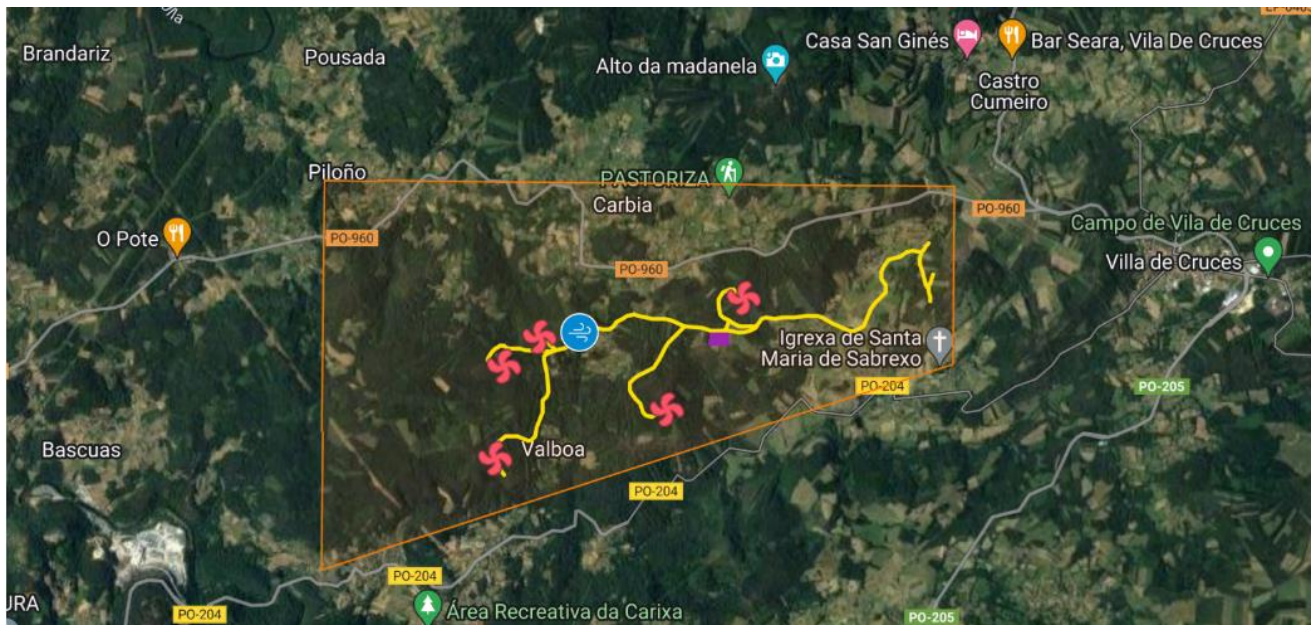 Brandariz
Pousada
Casa San Ginés
Bar Seara, Vila De Cruces
Alto da madanela
Castro
Cumeiro
Piloño
PASTORIZA
Carbia
PO-960
Campo de Vila de Cruces
O Pote
PO-960
PO-960
Villa de Cruces
Igrexa de Santa
Maria de Sabrexo
PO-204
PO-205
Bascuas
Valboa
PO-204
PO-204
PO-204
Área Recreativa da Carixa
PO-205
URA